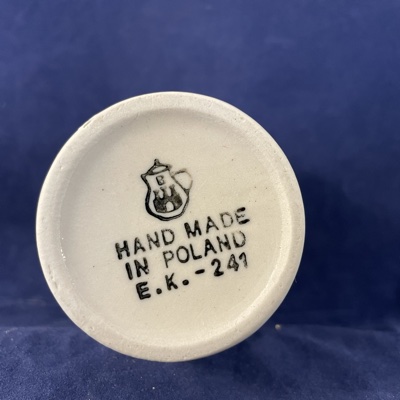 HAND MADE
IN POLAND
E.K. - 241